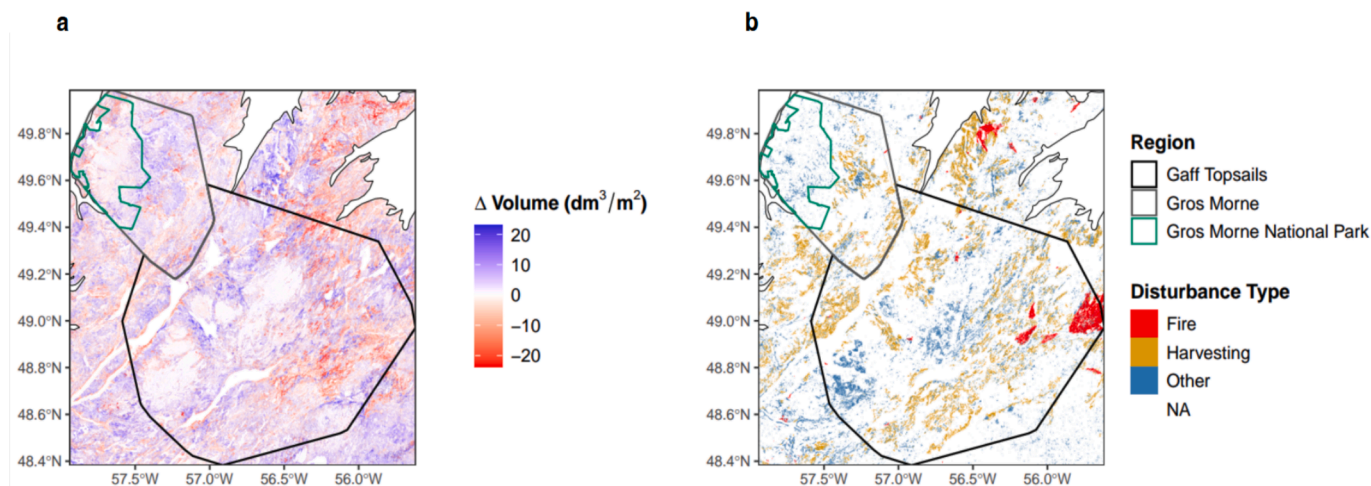 a
b
49.8°N
49.6°N
49.4°N
49.2°N
49.0°N
48.8°N
48.6°N
48.4°N
57.5°W
57.0°W
56.5°W
56.0°W
Δ Volume (dm³/m²)
20
10
0
−10
−20
49.8°N
49.6°N
49.4°N
49.2°N
49.0°N
48.8°N
48.6°N
48.4°N
57.5°W
57.0°W
56.5°W
56.0°W
Region
Gaff Topsails
Gros Morne
Gros Morne National Park
Disturbance Type
Fire
Harvesting
Other
NA